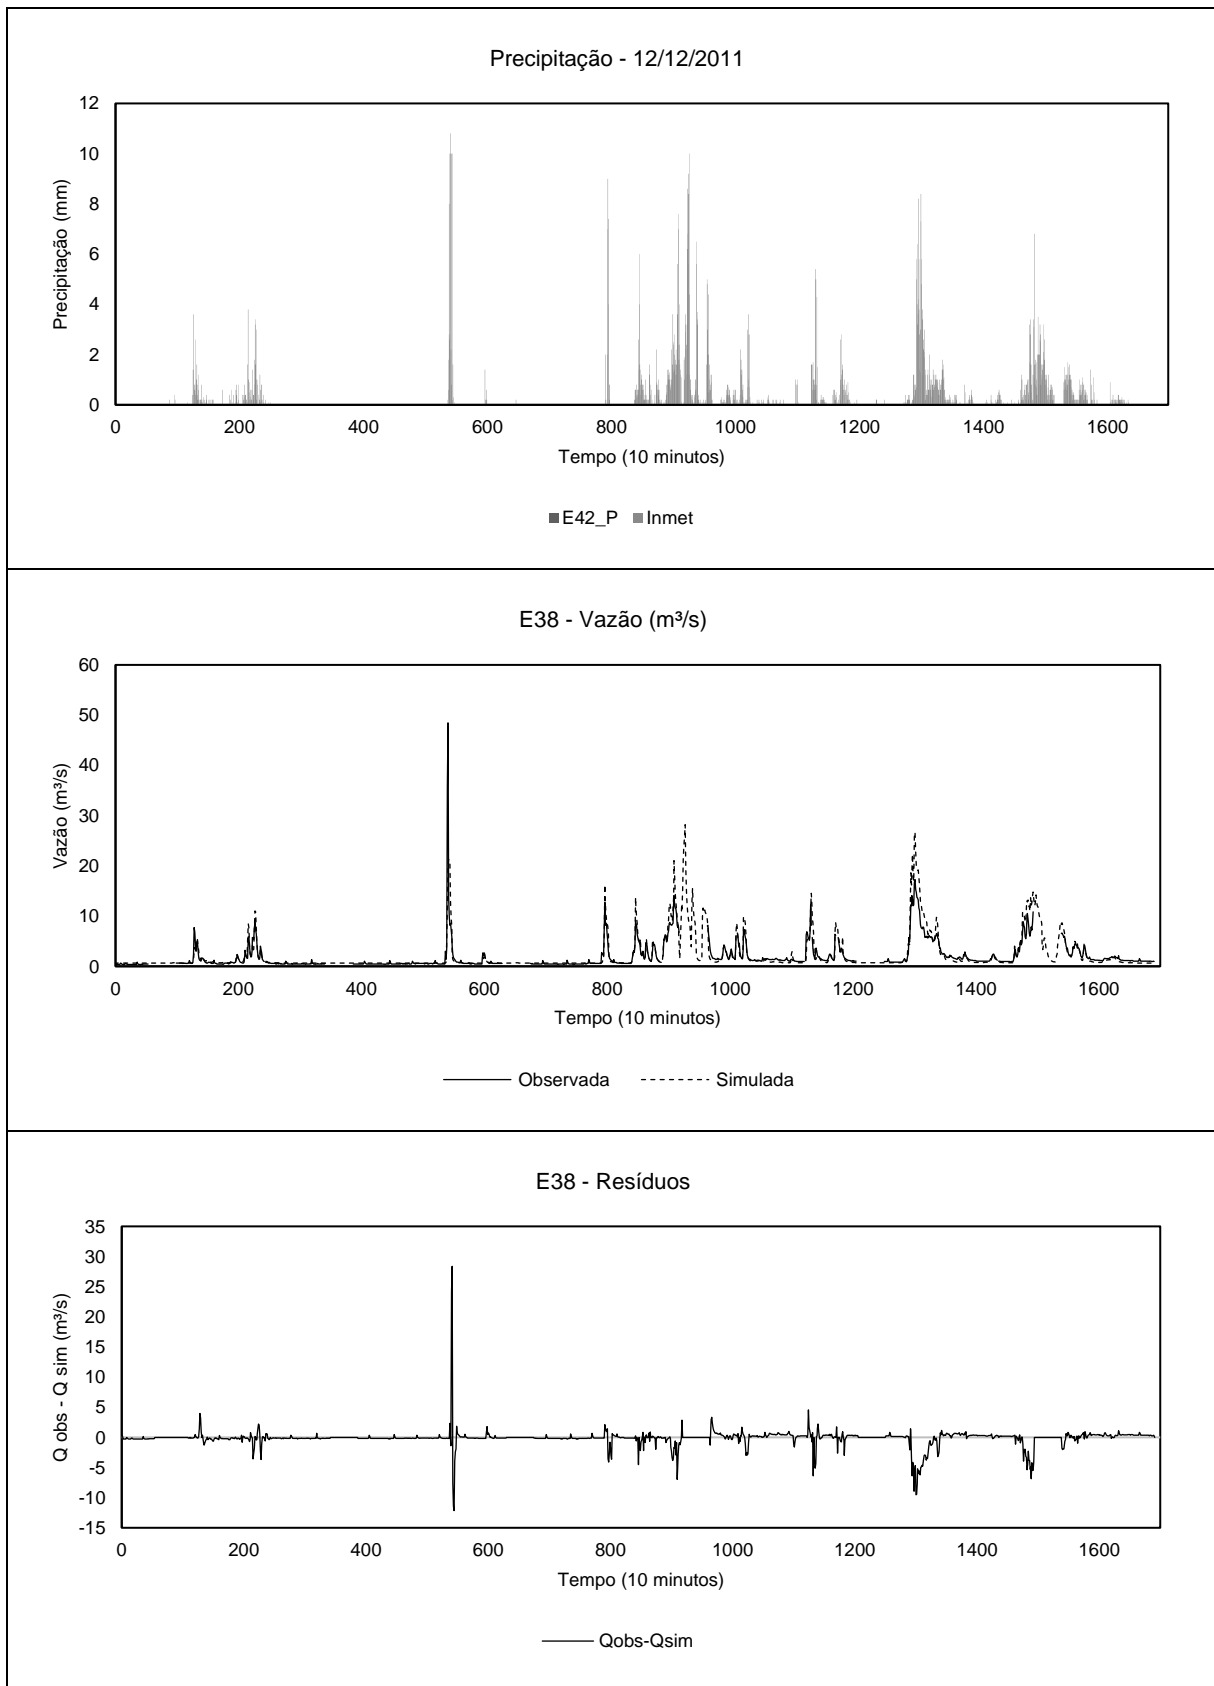 Precipitação - 12/12/2011
12
10
8
6
4
2
0
Precipitação (mm)
0 200 400 600 800 1000 1200 1400 1600
Tempo (10 minutos)
E42_P Inmet
E38 - Vazão (m³/s)
60
50
40
30
20
10
0
Vazão (m³/s)
0 200 400 600 800 1000 1200 1400 1600
Tempo (10 minutos)
Observada Simulada
E38 - Resíduos
35
30
25
20
15
10
5
0
-5
-10
-15
Q obs - Q sim (m³/s)
0 200 400 600 800 1000 1200 1400 1600
Tempo (10 minutos)
Qobs-Qsim